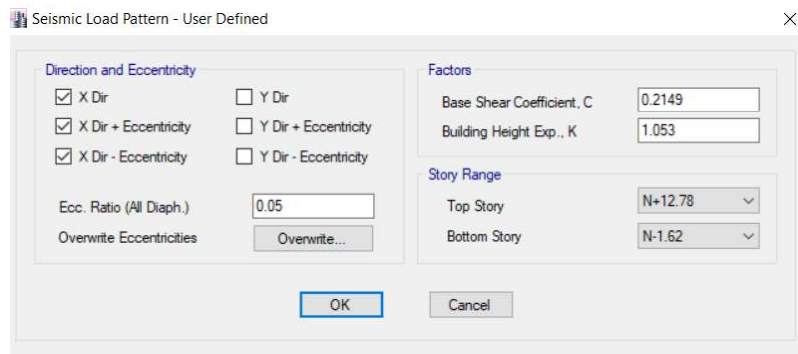 Seismic Load Pattern - User Defined
Direction and Eccentricity
X Dir
Y Dir
X Dir + Eccentricity
Y Dir + Eccentricity
X Dir - Eccentricity
Y Dir - Eccentricity
Ecc. Ratio (All Diaph.)
0.05
Overwrite Eccentricities
Overwrite...
Factors
Base Shear Coefficient, C
0.2149
Building Height Exp., K
1.053
Story Range
Top Story
N+12.78
Bottom Story
N-1.62
OK
Cancel